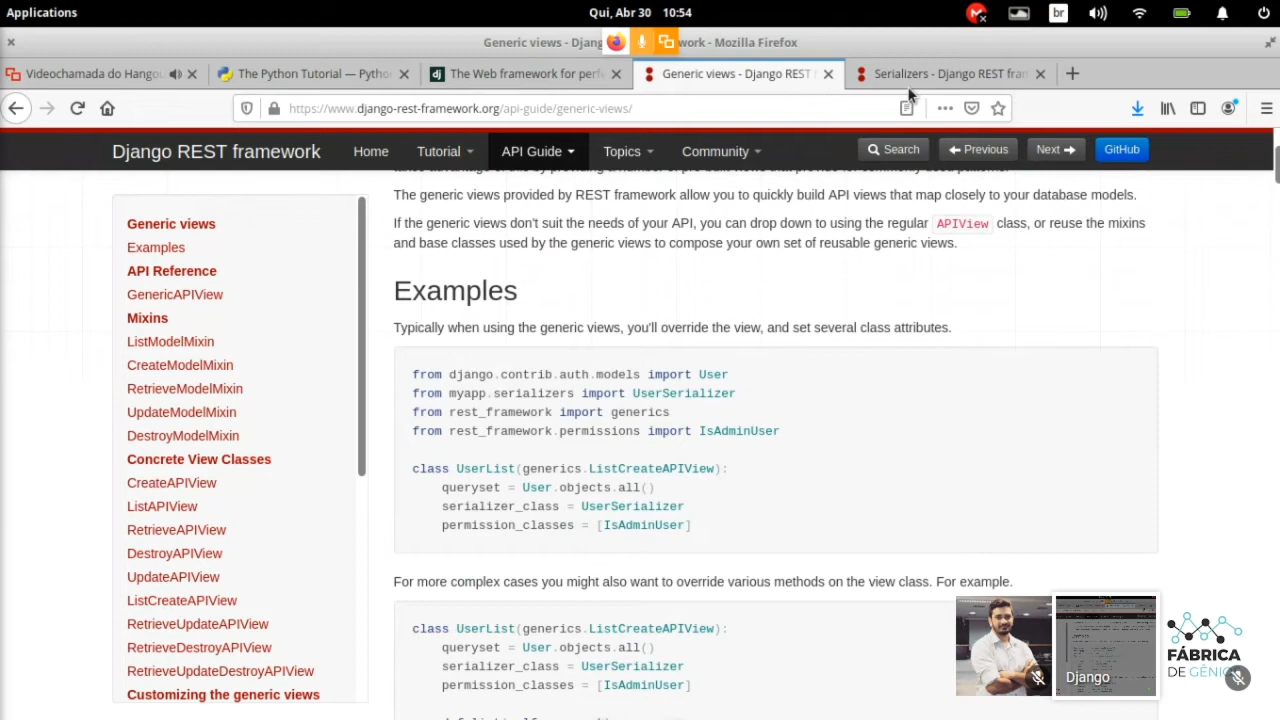 Applications
Qui, Abr 30
10:54
br
Generic views - Djang
work - Mozilla Firefox
Videochamada do Hangou
The Python Tutorial — Pytho
The Web framework for perf
Generic views - Django REST f
Serializers - Django REST fran
https://www.django-rest-framework.org/api-guide/generic-views/
Django REST framework
Home
Tutorial
API Guide
Topics
Community
Search
Previous
Next
GitHub
The generic views provided by REST framework allow you to quickly build API views that map closely to your database models.
If the generic views don't suit the needs of your API, you can drop down to using the regular APIView class, or reuse the mixins
and base classes used by the generic views to compose your own set of reusable generic views.
Generic views
Examples
API Reference
GenericAPIView
Mixins
ListModelMixin
CreateModelMixin
RetrieveModelMixin
UpdateModelMixin
DestroyModelMixin
Concrete View Classes
CreateAPIView
ListAPIView
RetrieveAPIView
DestroyAPIView
UpdateAPIView
ListCreateAPIView
RetrieveUpdateAPIView
RetrieveDestroyAPIView
RetrieveUpdateDestroyAPIView
Customizing the generic views
Examples
Typically when using the generic views, you'll override the view, and set several class attributes.
from django.contrib.auth.models import User
from myapp.serializers import UserSerializer
from rest_framework import generics
from rest_framework.permissions import IsAdminUser
class UserList(generics.ListCreateAPIView):
queryset = User.objects.all()
serializer_class = UserSerializer
permission_classes = [IsAdminUser]
For more complex cases you might also want to override various methods on the view class. For example.
class UserList(generics.ListCreateAPIView):
queryset = User.objects.all()
serializer_class = UserSerializer
permission_classes = [IsAdminUser]
Django
FÁBRICA
DE GÊNIO